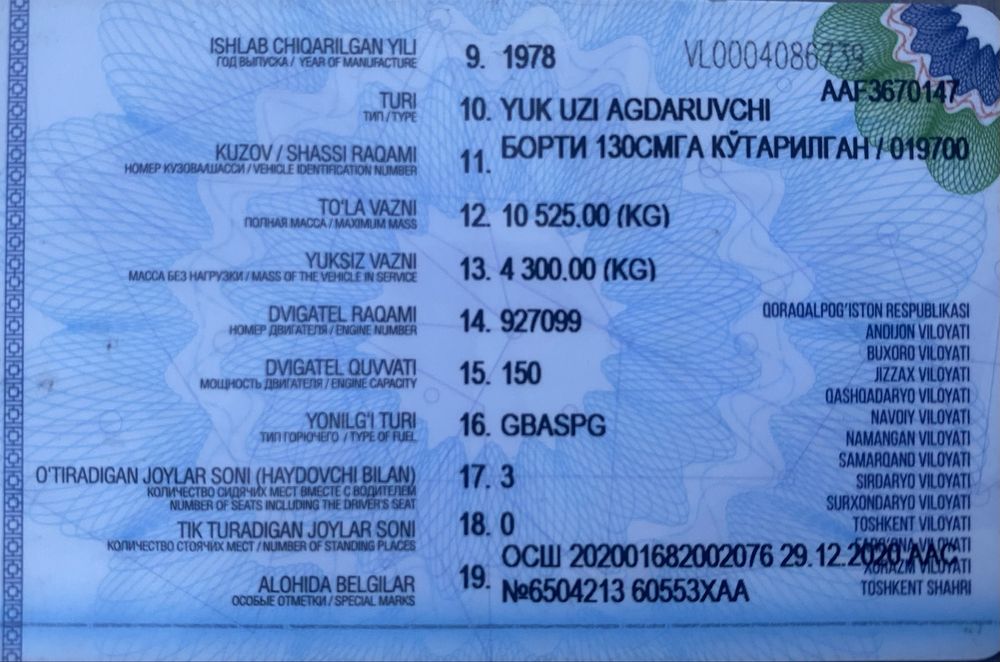 VL0004086739
AAF3670147
ISHLAB CHIQARILGAN YILI 9. 1978
ГОД ВЫПУСКА / YEAR OF MANUFACTURE
TURI 10. YUK UZI AGDARUVCHI
ТИП / TYPE
KUZOV / SHASSI RAQAMI 11. БОРТИ 130СМГА КЎТАРИЛГАН / 019700
НОМЕР КУЗОВА/ШАССИ / VEHICLE IDENTIFICATION NUMBER
TO'LA VAZNI 12. 10 525.00 (KG)
ПОЛНАЯ МАССА / MAXIMUM MASS
YUKSIZ VAZNI 13. 4 300.00 (KG)
МАССА БЕЗ НАГРУЗКИ / MASS OF THE VEHICLE IN SERVICE
DVIGATEL RAQAMI 14. 927099
НОМЕР ДВИГАТЕЛЯ / ENGINE NUMBER
DVIGATEL QUVVATI 15. 150
МОЩНОСТЬ ДВИГАТЕЛЯ / ENGINE CAPACITY
YONILG'I TURI 16. GBASPG
ТИП ГОРЮЧЕГО / TYPE OF FUEL
O'TIRADIGAN JOYLAR SONI (HAYDOVCHI BILAN) 17. 3
КОЛИЧЕСТВО СИДЯЧИХ МЕСТ ВМЕСТЕ С ВОДИТЕЛЕМ
NUMBER OF SEATS INCLUDING THE DRIVER'S SEAT
TIK TURADIGAN JOYLAR SONI 18. 0
КОЛИЧЕСТВО СТОЯЧИХ МЕСТ / NUMBER OF STANDING PLACES
ALOHIDA BELGILAR 19. ОСШ 202001682002076 29.12.2020 ААС
ОСОБЫЕ ОТМЕТКИ / SPECIAL MARKS
№6504213 60553ХАА
QORAQALPOG'ISTON RESPUBLIKASI
ANDIJON VILOYATI
BUXORO VILOYATI
JIZZAX VILOYATI
QASHQADARYO VILOYATI
NAVOIY VILOYATI
NAMANGAN VILOYATI
SAMARQAND VILOYATI
SIRDARYO VILOYATI
SURXONDARYO VILOYATI
TOSHKENT VILOYATI
FARG'ONA VILOYATI
XORAZM VILOYATI
TOSHKENT SHAHRI